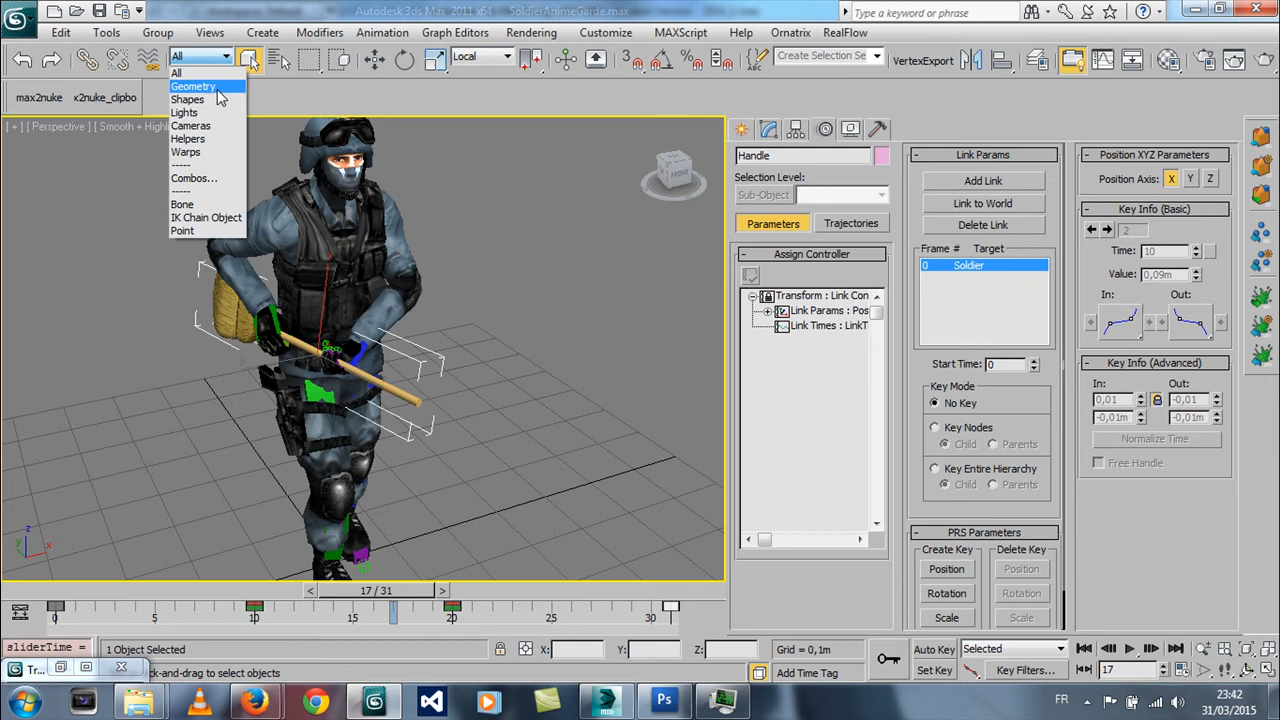 Autodesk 3ds Max 2011 x64 SoldierAnimeGarde.max
Type a keyword or phrase
Edit Tools Group Views Create Modifiers Animation Graph Editors Rendering Customize MAXScript Help Ornatrix RealFlow
All
Local
3
Create Selection Se
VertexExport
All
Geometry
Shapes
Lights
Cameras
Helpers
Warps
-----
Combos...
-----
Bone
IK Chain Object
Point
max2nuke x2nuke_clipbo
[ + ] [ Perspective ] [ Smooth + High
FRONT
Handle
Selection Level:
Sub-Object
Parameters Trajectories
Assign Controller
Transform : Link Con
Link Params : Pos
Link Times : LinkT
Link Params
Add Link
Link to World
Delete Link
Frame # Target
0 Soldier
Start Time: 0
Key Mode
No Key
Key Nodes
Child Parents
Key Entire Hierarchy
Child Parents
PRS Parameters
Create Key Delete Key
Position Position
Rotation Rotation
Scale Scale
Position XYZ Parameters
Position Axis: X Y Z
Key Info (Basic)
2
Time: 10
Value: 0,09m
In: Out:
Key Info (Advanced)
In: Out:
0,01 -0,01
-0,01m -0,01m
Normalize Time
Free Handle
z
y
x
17 / 31
0 5 10 15 20 25 30
sliderTime = 1 Object Selected X: Y: Z: Grid = 0,1m Auto Key Selected
Tr... ck-and-drag to select objects Add Time Tag Set Key Key Filters... 17
Ps
FR
23:42
31/03/2015